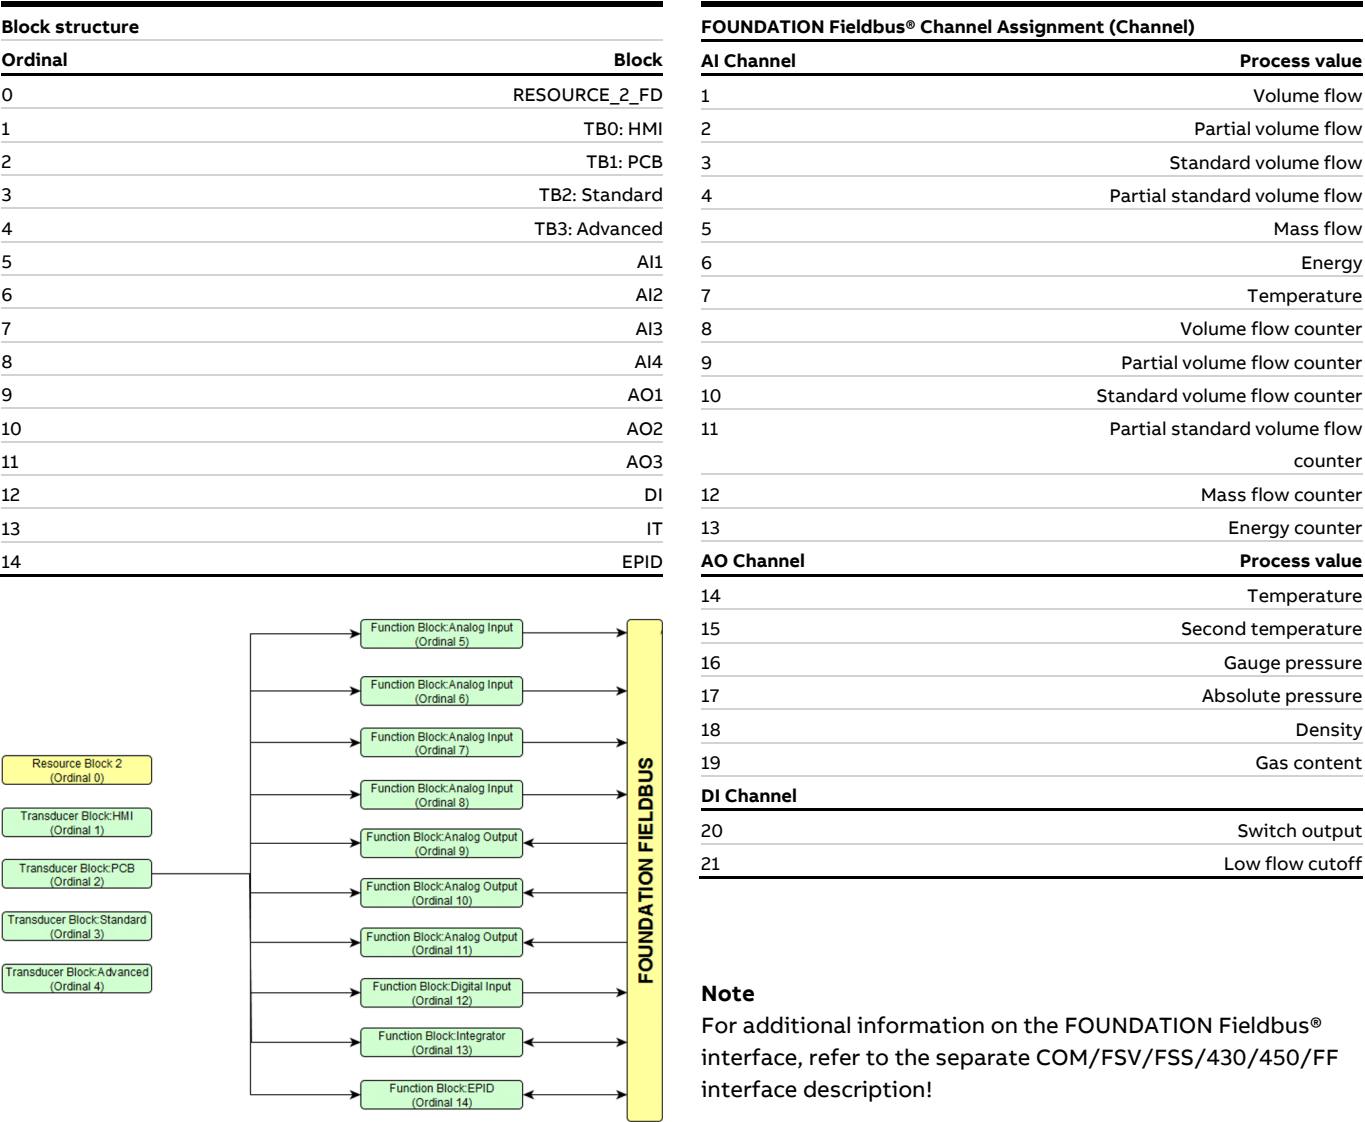 Block structure
Ordinal Block
0 RESOURCE_2_FD
1 TB0: HMI
2 TB1: PCB
3 TB2: Standard
4 TB3: Advanced
5 AI1
6 AI2
7 AI3
8 AI4
9 AO1
10 AO2
11 AO3
12 DI
13 IT
14 EPID
Resource Block 2
(Ordinal 0)
Transducer Block:HMI
(Ordinal 1)
Transducer Block:PCB
(Ordinal 2)
Transducer Block:Standard
(Ordinal 3)
Transducer Block:Advanced
(Ordinal 4)
Function Block:Analog Input
(Ordinal 5)
Function Block:Analog Input
(Ordinal 6)
Function Block:Analog Input
(Ordinal 7)
Function Block:Analog Input
(Ordinal 8)
Function Block:Analog Output
(Ordinal 9)
Function Block:Analog Output
(Ordinal 10)
Function Block:Analog Output
(Ordinal 11)
Function Block:Digital Input
(Ordinal 12)
Function Block:Integrator
(Ordinal 13)
Function Block:EPID
(Ordinal 14)
FOUNDATION FIELDBUS
FOUNDATION Fieldbus® Channel Assignment (Channel)
AI Channel Process value
1 Volume flow
2 Partial volume flow
3 Standard volume flow
4 Partial standard volume flow
5 Mass flow
6 Energy
7 Temperature
8 Volume flow counter
9 Partial volume flow counter
10 Standard volume flow counter
11 Partial standard volume flow
counter
12 Mass flow counter
13 Energy counter
AO Channel Process value
14 Temperature
15 Second temperature
16 Gauge pressure
17 Absolute pressure
18 Density
19 Gas content
DI Channel
20 Switch output
21 Low flow cutoff
Note
For additional information on the FOUNDATION Fieldbus®
interface, refer to the separate COM/FSV/FSS/430/450/FF
interface description!